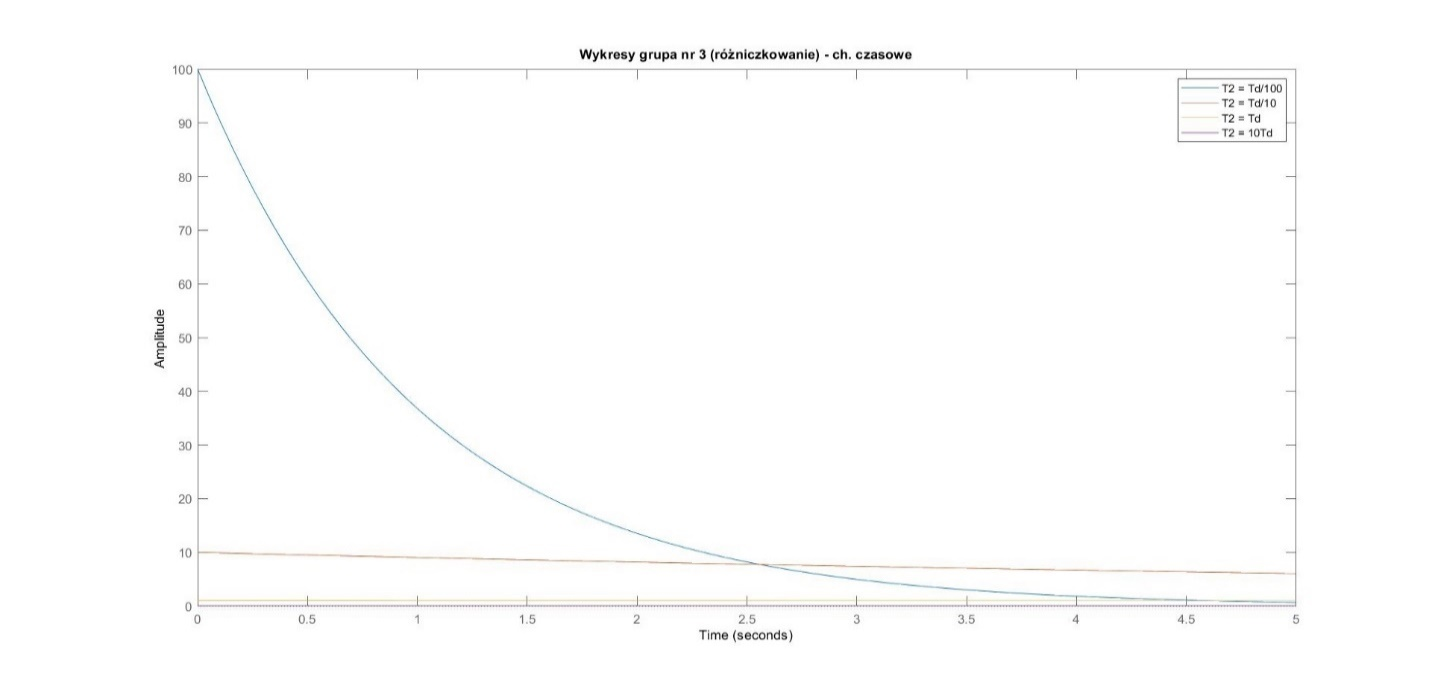 Wykresy grupa nr 3 (różniczkowanie) - ch. czasowe
100
90
80
70
60
50
40
30
20
10
0
Amplitude
T2 = Td/100
T2 = Td/10
T2 = Td
T2 = 10Td
0 0.5 1 1.5 2 2.5 3 3.5 4 4.5 5
Time (seconds)